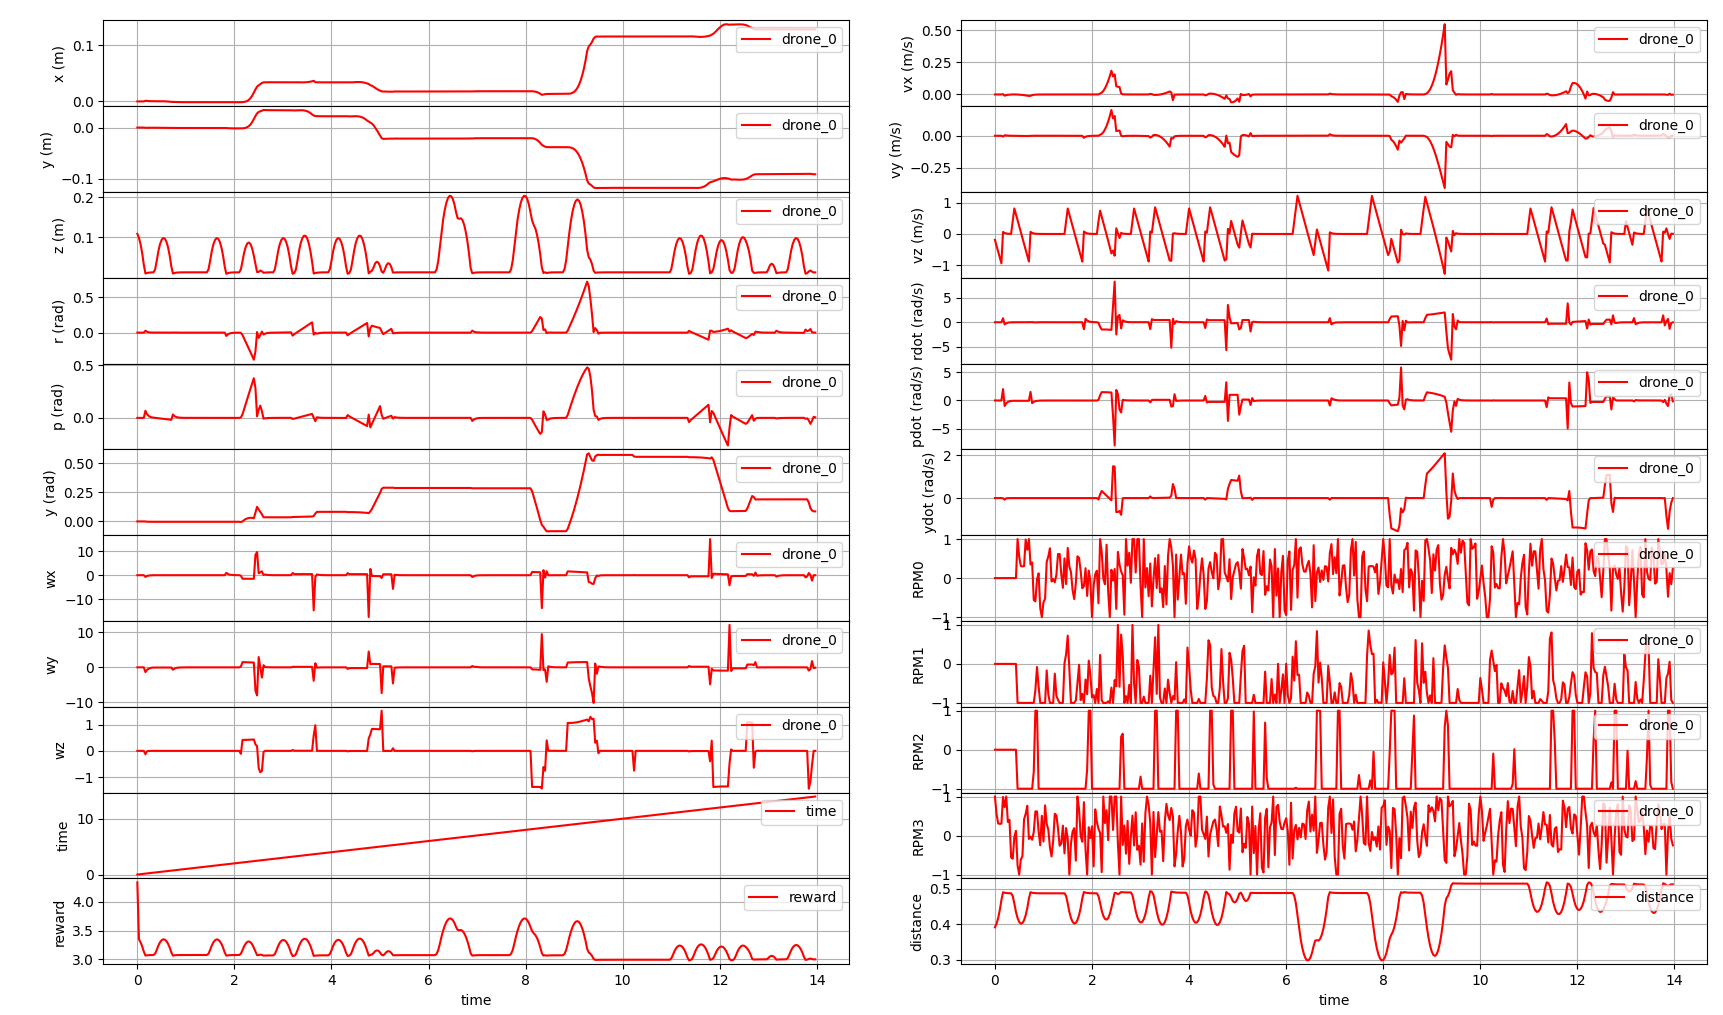 x (m)
0.1
0.0
drone_0
y (m)
0.0
−0.1
drone_0
z (m)
0.2
0.1
drone_0
r (rad)
0.5
0.0
drone_0
p (rad)
0.5
0.0
drone_0
y (rad)
0.50
0.25
0.00
drone_0
wx
10
0
−10
drone_0
wy
10
0
−10
drone_0
wz
1
0
−1
drone_0
time
10
0
time
reward
4.0
3.5
3.0
reward
0 2 4 6 8 10 12 14
time
vx (m/s)
0.50
0.25
0.00
drone_0
vy (m/s)
0.00
−0.25
drone_0
vz (m/s)
1
0
−1
drone_0
rdot (rad/s)
5
0
−5
drone_0
pdot (rad/s)
5
0
−5
drone_0
ydot (rad/s)
2
0
drone_0
RPM0
1
0
−1
drone_0
RPM1
1
0
−1
drone_0
RPM2
1
0
−1
drone_0
RPM3
1
0
−1
drone_0
distance
0.5
0.4
0.3
distance
0 2 4 6 8 10 12 14
time